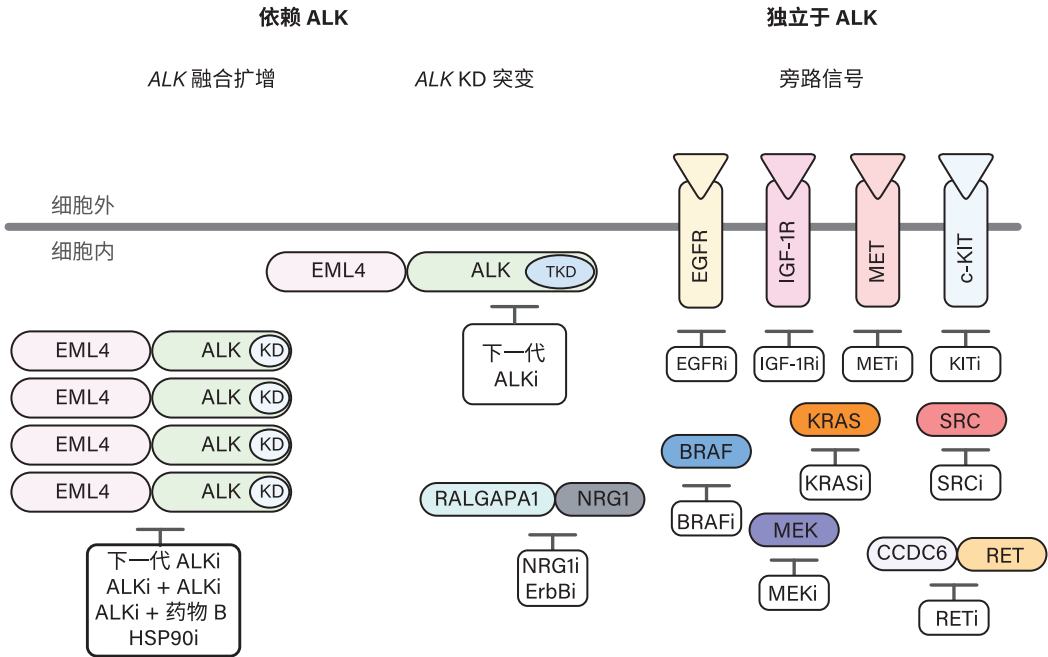 依赖 ALK
独立于 ALK
ALK 融合扩增
ALK KD 突变
旁路信号
细胞外
细胞内
EML4 ALK TKD
下一代
ALKi
EML4 ALK KD
EML4 ALK KD
EML4 ALK KD
EML4 ALK KD
下一代 ALKi
ALKi + ALKi
ALKi + 药物 B
HSP90i
RALGAPA1 NRG1
NRG1i
ErbBi
EGFR
IGF-1R
MET
c-KIT
EGFRi
IGF-1Ri
METi
KITi
KRAS
KRASi
SRC
SRCi
BRAF
BRAFi
MEK
MEKi
CCDC6 RET
RETi